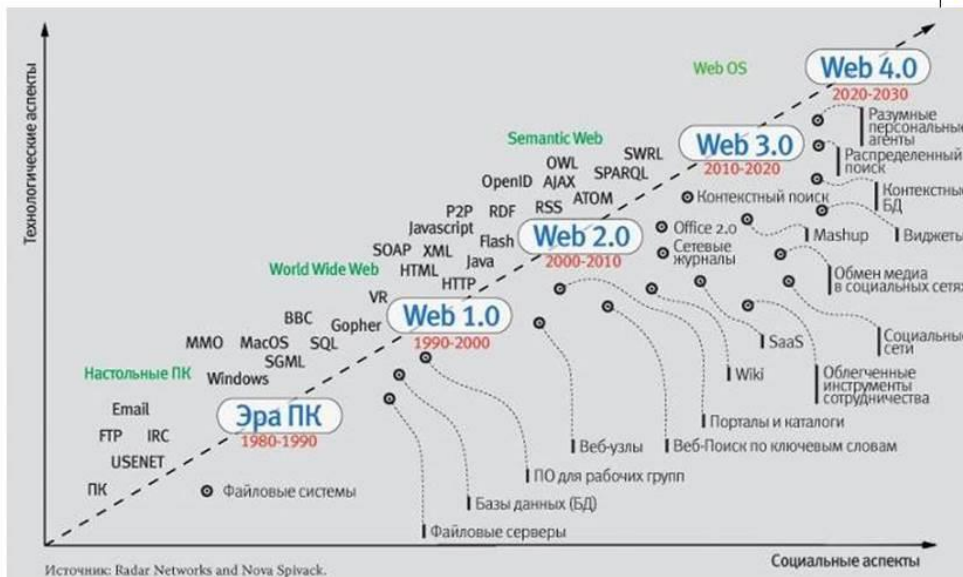 Технологические аспекты
Web OS
Web 4.0
2020-2030
Разумные
персональные
агенты
Semantic Web
Web 3.0
2010-2020
Распределенный
поиск
SWRL
OWL
SPARQL
OpenID
AJAX
ATOM
Контекстный поиск
Контекстные
БД
P2P
RDF
RSS
Javascript
Flash
Web 2.0
2000-2010
Office 2.0
Сетевые
журналы
Mashup
Виджеты
SOAP
XML
Java
World Wide Web
HTML
HTTP
Обмен медиа
в социальных сетях
VR
BBC
Gopher
Web 1.0
1990-2000
MMO
MacOS
SQL
SGML
SaaS
Социальные
сети
Настольные ПК
Windows
Wiki
Облегченные
инструменты
сотрудничества
Email
Эра ПК
1980-1990
Порталы и каталоги
FTP
IRC
Веб-узлы
Веб-Поиск по ключевым словам
USENET
ПО для рабочих групп
ПК
Файловые системы
Базы данных (БД)
Файловые серверы
Социальные аспекты
Источник: Radar Networks and Nova Spivack.